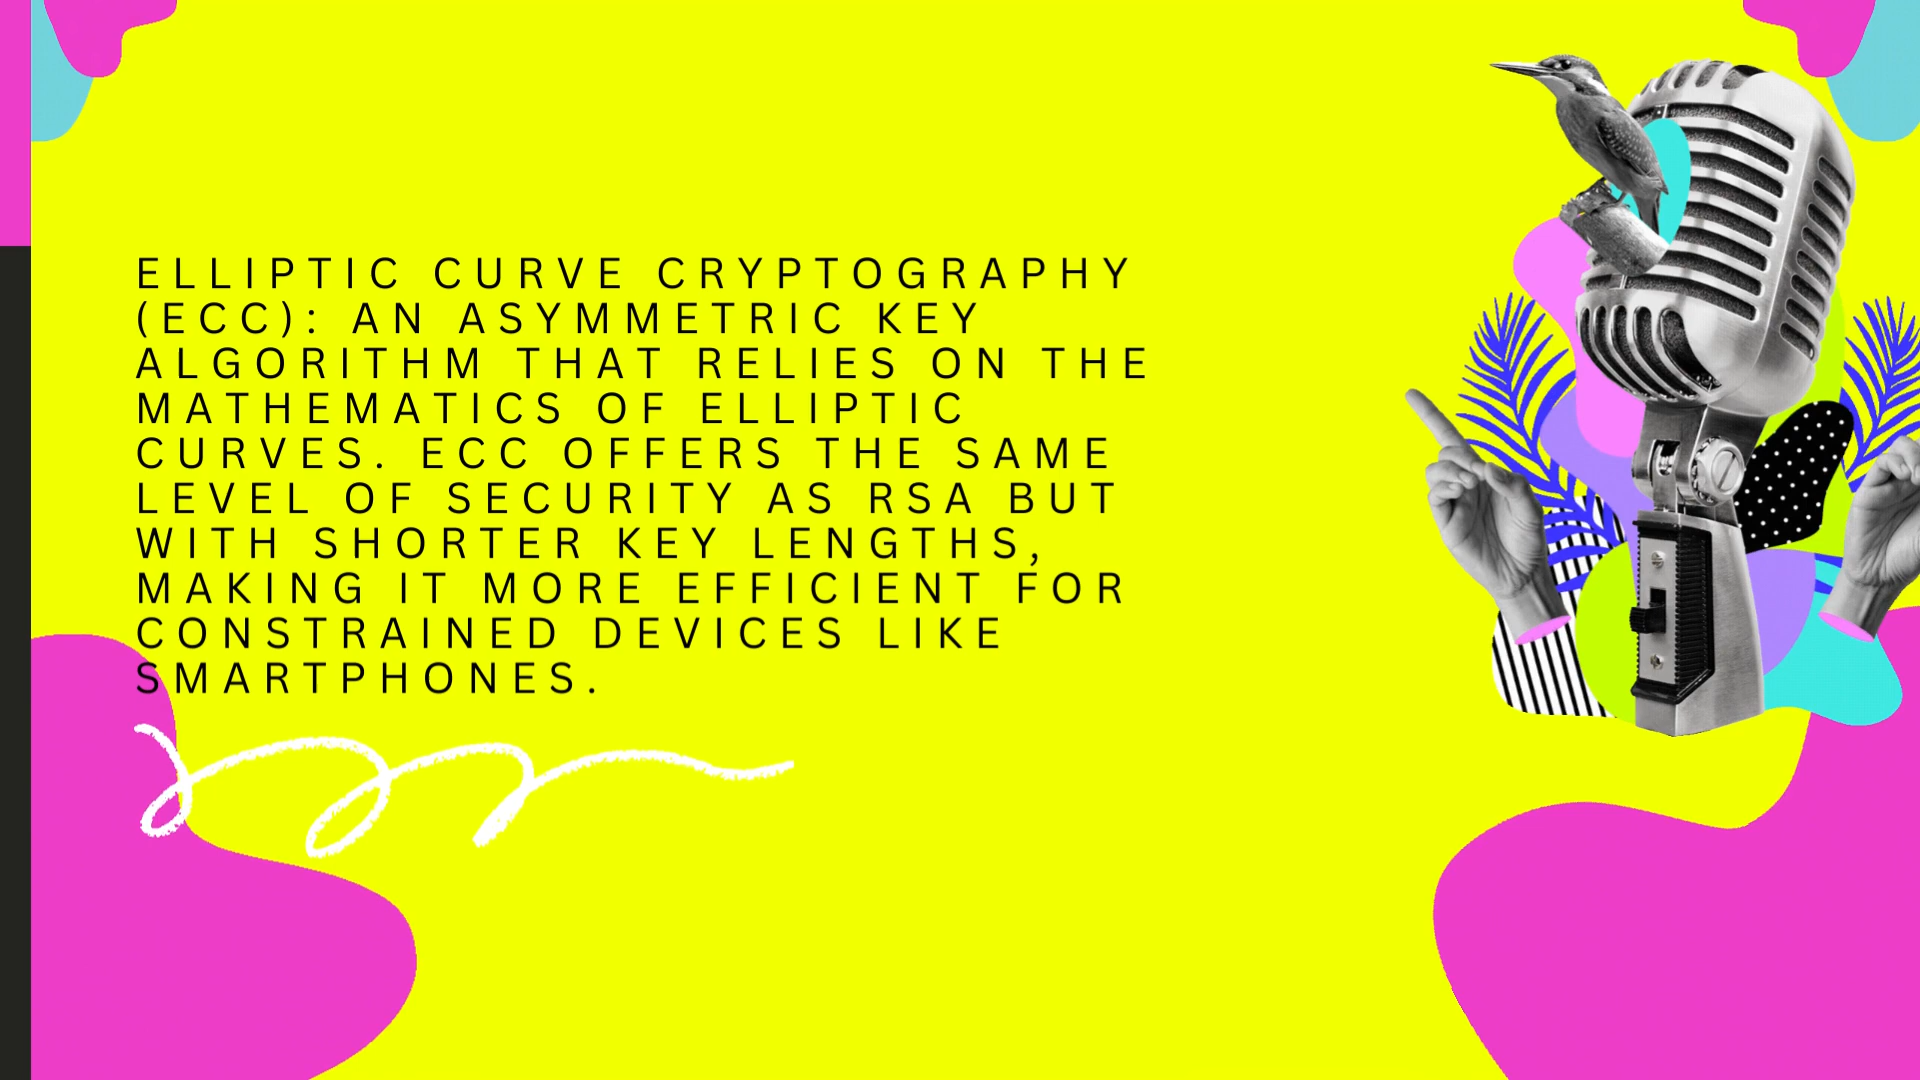 ELLIPTIC CURVE CRYPTOGRAPHY
(ECC): AN ASYMMETRIC KEY
ALGORITHM THAT RELIES ON THE
MATHEMATICS OF ELLIPTIC
CURVES. ECC OFFERS THE SAME
LEVEL OF SECURITY AS RSA BUT
WITH SHORTER KEY LENGTHS,
MAKING IT MORE EFFICIENT FOR
CONSTRAINED DEVICES LIKE
SMARTPHONES.